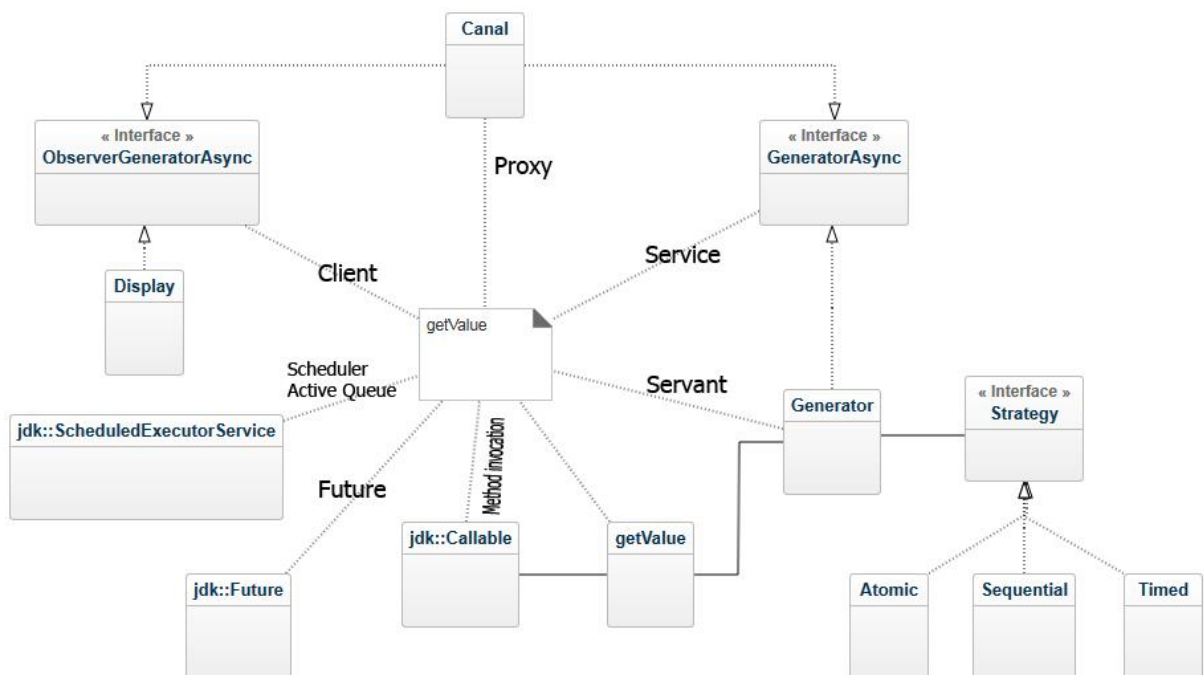 Canal
« Interface »
ObserverGeneratorAsync
« Interface »
GeneratorAsync
Proxy
Service
Client
Display
getValue
Scheduler
Active Queue
Servant
Generator
« Interface »
Strategy
jdk::ScheduledExecutorService
Future
Method invocation
jdk::Callable
getValue
jdk::Future
Atomic
Sequential
Timed